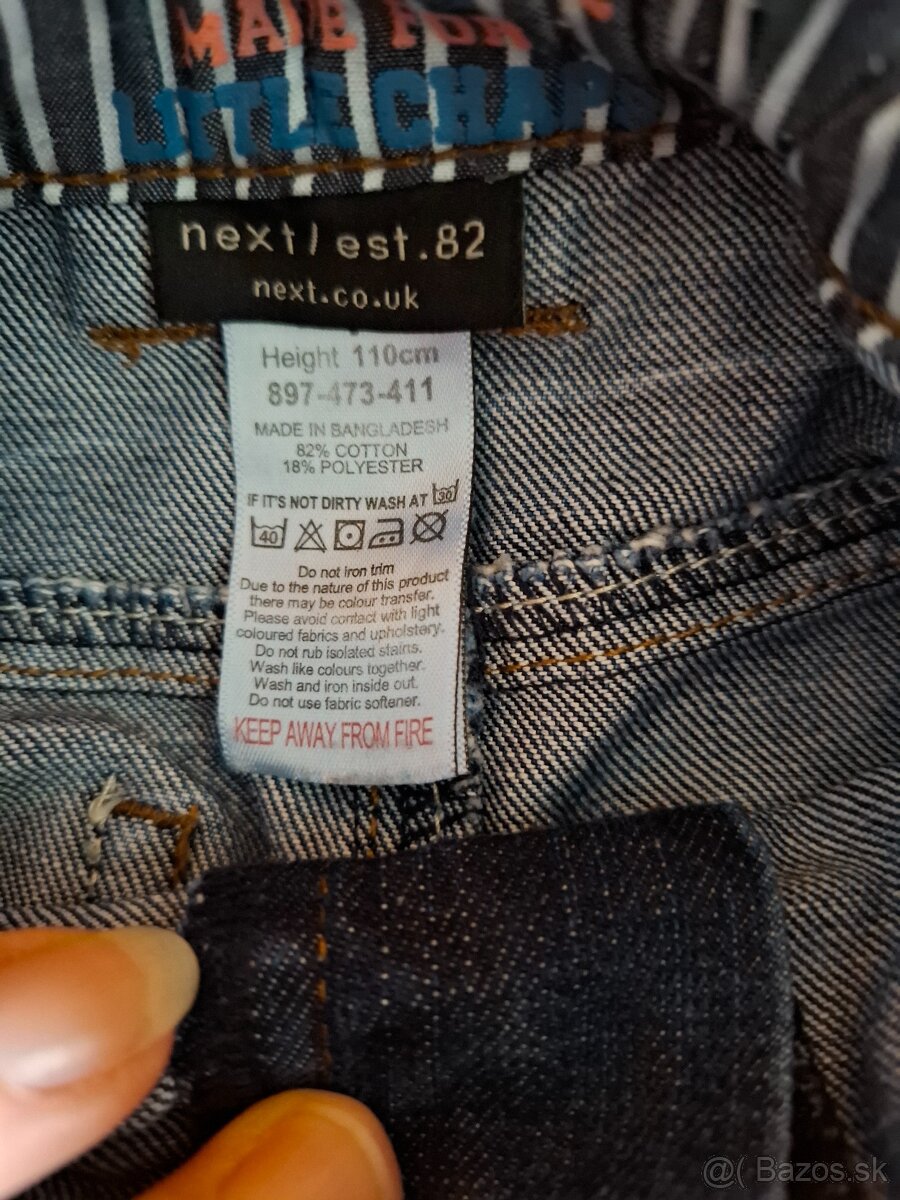 MADE FOR
LITTLE CHAPS
next/est.82
next.co.uk
Height 110cm
897-473-411
MADE IN BANGLADESH
82% COTTON
18% POLYESTER
IF IT'S NOT DIRTY WASH AT 30
40
Do not iron trim
Due to the nature of this product
there may be colour transfer.
Please avoid contact with light
coloured fabrics and upholstery.
Do not rub isolated stains.
Wash like colours together.
Wash and iron inside out.
Do not use fabric softener.
KEEP AWAY FROM FIRE
@( Bazos.sk